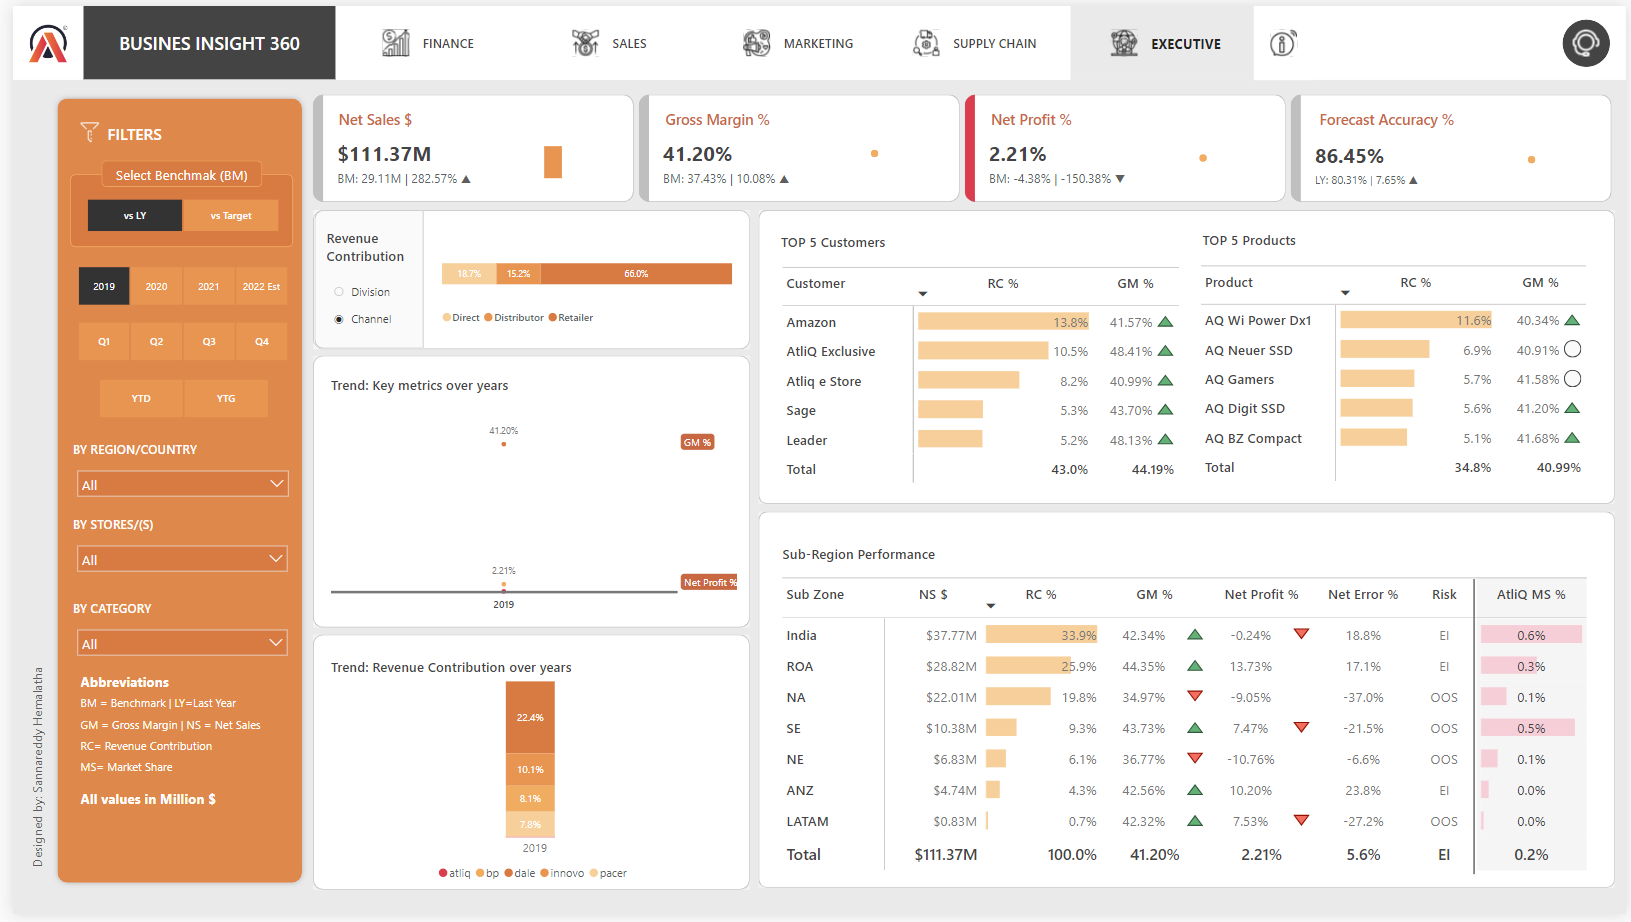 BUSINES INSIGHT 360
FINANCE
SALES
MARKETING
SUPPLY CHAIN
EXECUTIVE
FILTERS
Select Benchmak (BM)
vs LY
vs Target
2019
2020
2021
2022 Est
Q1
Q2
Q3
Q4
YTD
YTG
BY REGION/COUNTRY
All
BY STORES/(S)
All
BY CATEGORY
All
Abbreviations
BM = Benchmark | LY=Last Year
GM = Gross Margin | NS = Net Sales
RC= Revenue Contribution
MS= Market Share
All values in Million $
Designed by: Sannareddy Hemalatha
Net Sales $
$111.37M
BM: 29.11M | 282.57% ▲
Gross Margin %
41.20%
BM: 37.43% | 10.08% ▲
Net Profit %
2.21%
BM: -4.38% | -150.38% ▼
Forecast Accuracy %
86.45%
LY: 80.31% | 7.65% ▲
Revenue
Contribution
Division
Channel
18.7% 15.2% 66.0%
Direct Distributor Retailer
Trend: Key metrics over years
41.20%
GM %
2.21%
Net Profit %
2019
Trend: Revenue Contribution over years
22.4%
10.1%
8.1%
7.8%
2019
atliq bp dale innovo pacer
TOP 5 Customers
Customer RC % GM %
Amazon 13.8% 41.57%
AtliQ Exclusive 10.5% 48.41%
Atliq e Store 8.2% 40.99%
Sage 5.3% 43.70%
Leader 5.2% 48.13%
Total 43.0% 44.19%
TOP 5 Products
Product RC % GM %
AQ Wi Power Dx1 11.6% 40.34%
AQ Neuer SSD 6.9% 40.91%
AQ Gamers 5.7% 41.58%
AQ Digit SSD 5.6% 41.20%
AQ BZ Compact 5.1% 41.68%
Total 34.8% 40.99%
Sub-Region Performance
Sub Zone NS $ RC % GM % Net Profit % Net Error % Risk AtliQ MS %
India $37.77M 33.9% 42.34% -0.24% 18.8% EI 0.6%
ROA $28.82M 25.9% 44.35% 13.73% 17.1% EI 0.3%
NA $22.01M 19.8% 34.97% -9.05% -37.0% OOS 0.1%
SE $10.38M 9.3% 43.73% 7.47% -21.5% OOS 0.5%
NE $6.83M 6.1% 36.77% -10.76% -6.6% OOS 0.1%
ANZ $4.74M 4.3% 42.56% 10.20% 23.8% EI 0.0%
LATAM $0.83M 0.7% 42.32% 7.53% -27.2% OOS 0.0%
Total $111.37M 100.0% 41.20% 2.21% 5.6% EI 0.2%